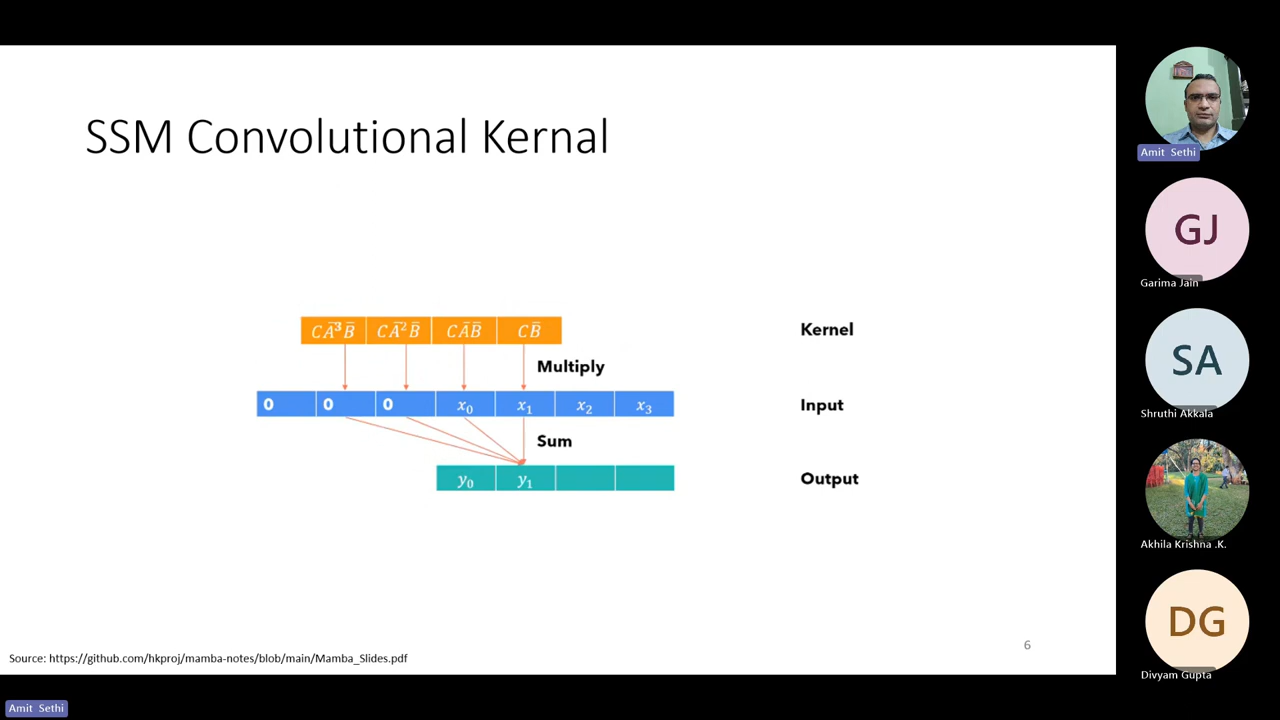 SSM Convolutional Kernal
CĀ³B̄ CĀ²B̄ CĀB̄ CB̄
Kernel
Multiply
0 0 0 x₀ x₁ x₂ x₃
Input
Sum
y₀ y₁
Output
6
Source: https://github.com/hkproj/mamba-notes/blob/main/Mamba_Slides.pdf
Amit Sethi
GJ
Garima Jain
SA
Shruthi Akkala
Akhila Krishna .K.
DG
Divyam Gupta
Amit Sethi